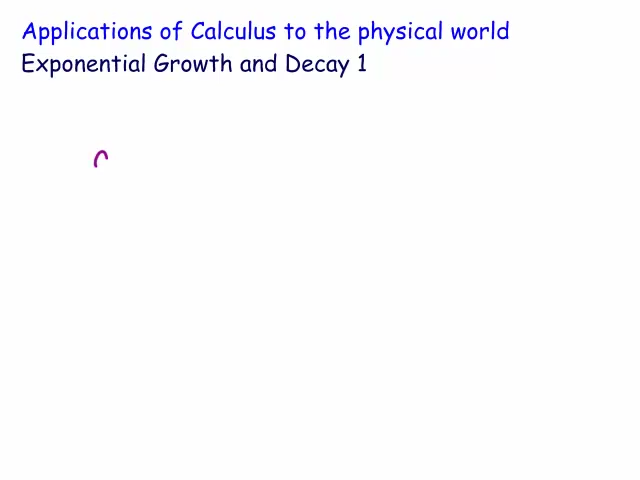 Applications of Calculus to the physical world
Exponential Growth and Decay 1